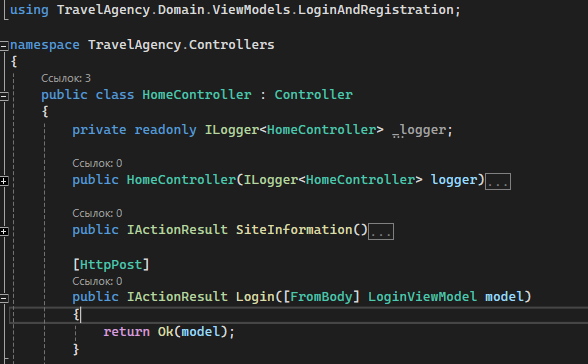 using TravelAgency.Domain.ViewModels.LoginAndRegistration;
namespace TravelAgency.Controllers
{
Ссылок: 3
public class HomeController : Controller
{
private readonly ILogger<HomeController> _logger;
Ссылок: 0
public HomeController(ILogger<HomeController> logger)...
Ссылок: 0
public IActionResult SiteInformation()...
[HttpPost]
Ссылок: 0
public IActionResult Login([FromBody] LoginViewModel model)
{
return Ok(model);
}